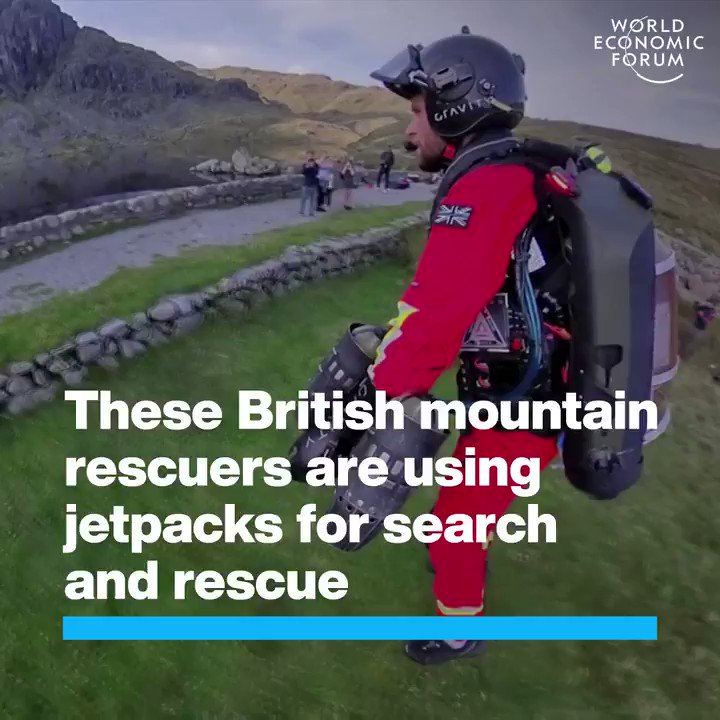 WORLD
ECONOMIC
FORUM
GRAVITY
These British mountain
rescuers are using
jetpacks for search
and rescue